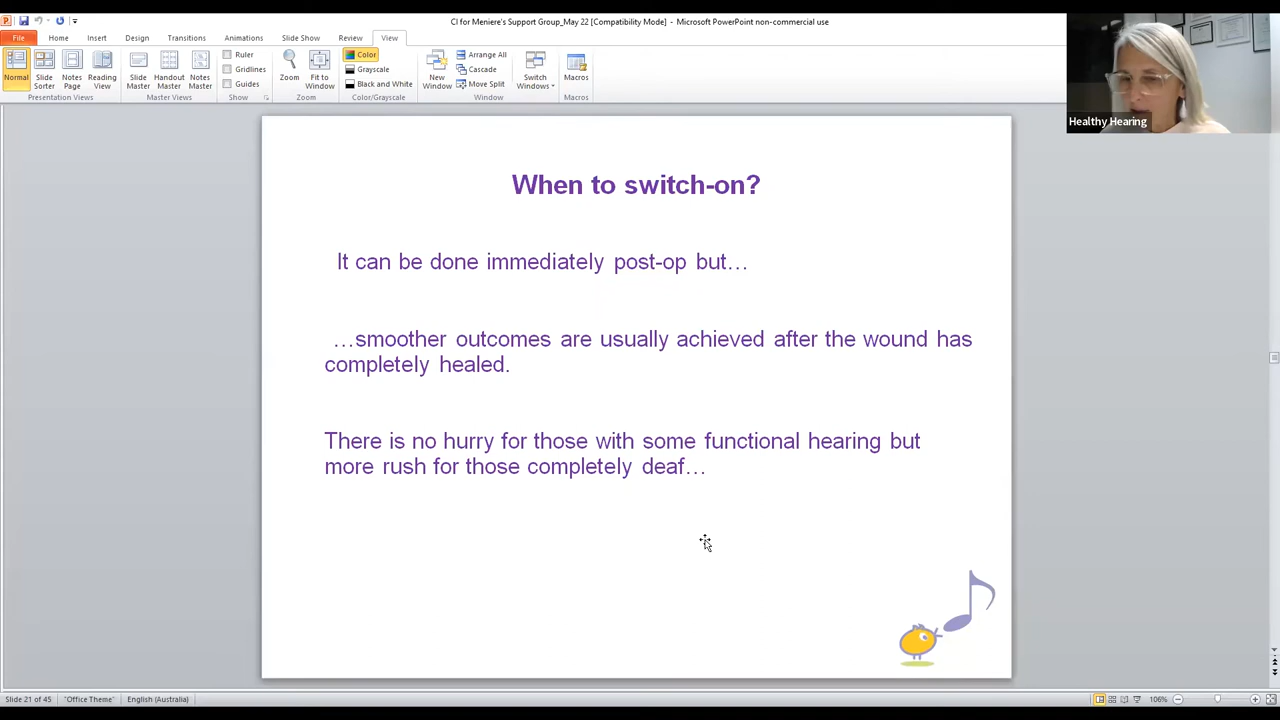 CI for Meniere's Support Group_May 22 [Compatibility Mode] - Microsoft PowerPoint non-commercial use
File Home Insert Design Transitions Animations Slide Show Review View
Normal
Slide Sorter
Notes Page
Reading View
Presentation Views
Slide Master
Handout Master
Notes Master
Master Views
Ruler
Gridlines
Guides
Show
Zoom
Fit to Window
Zoom
Color
Grayscale
Black and White
Color/Grayscale
New Window
Arrange All
Cascade
Move Split
Window
Switch Windows
Macros
Macros
Healthy Hearing
When to switch-on?
It can be done immediately post-op but…
…smoother outcomes are usually achieved after the wound has
completely healed.
There is no hurry for those with some functional hearing but
more rush for those completely deaf…
Slide 21 of 45 "Office Theme" English (Australia) 106%